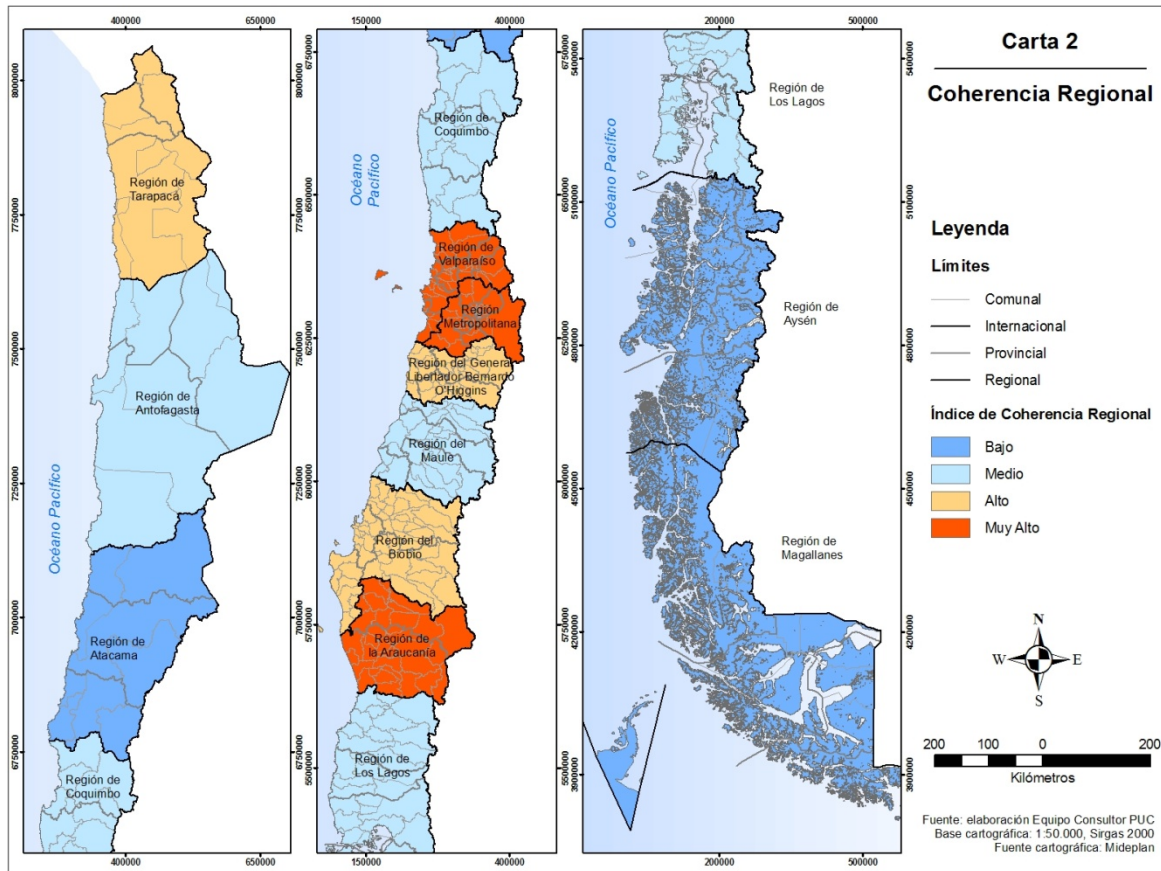 Carta 2
Coherencia Regional
Leyenda
Límites
Comunal
Internacional
Provincial
Regional
Índice de Coherencia Regional
Bajo
Medio
Alto
Muy Alto
N
W
E
S
200
100
0
200
Kilómetros
Fuente: elaboración Equipo Consultor PUC
Base cartográfica: 1:50.000, Sirgas 2000
Fuente cartográfica: Mideplan
400000
650000
8000000
7750000
7500000
7250000
7000000
6750000
Región de
Tarapacá
Región de
Antofagasta
Océano Pacífico
Región de
Atacama
Región de
Coquimbo
400000
650000
150000
400000
Región de
Coquimbo
Océano
Pacífico
Región de
Valparaíso
Región
Metropolitana
Región del General
Libertador Bernardo
O'Higgins
Región del
Maule
Región del
Biobío
Región de
la Araucanía
Región de
Los Lagos
6750000
6500000
6250000
6000000
5750000
5500000
150000
400000
200000
500000
5400000
5100000
4800000
4500000
4200000
3900000
Océano Pacífico
Región de
Los Lagos
Región de
Aysén
Región de
Magallanes
200000
500000